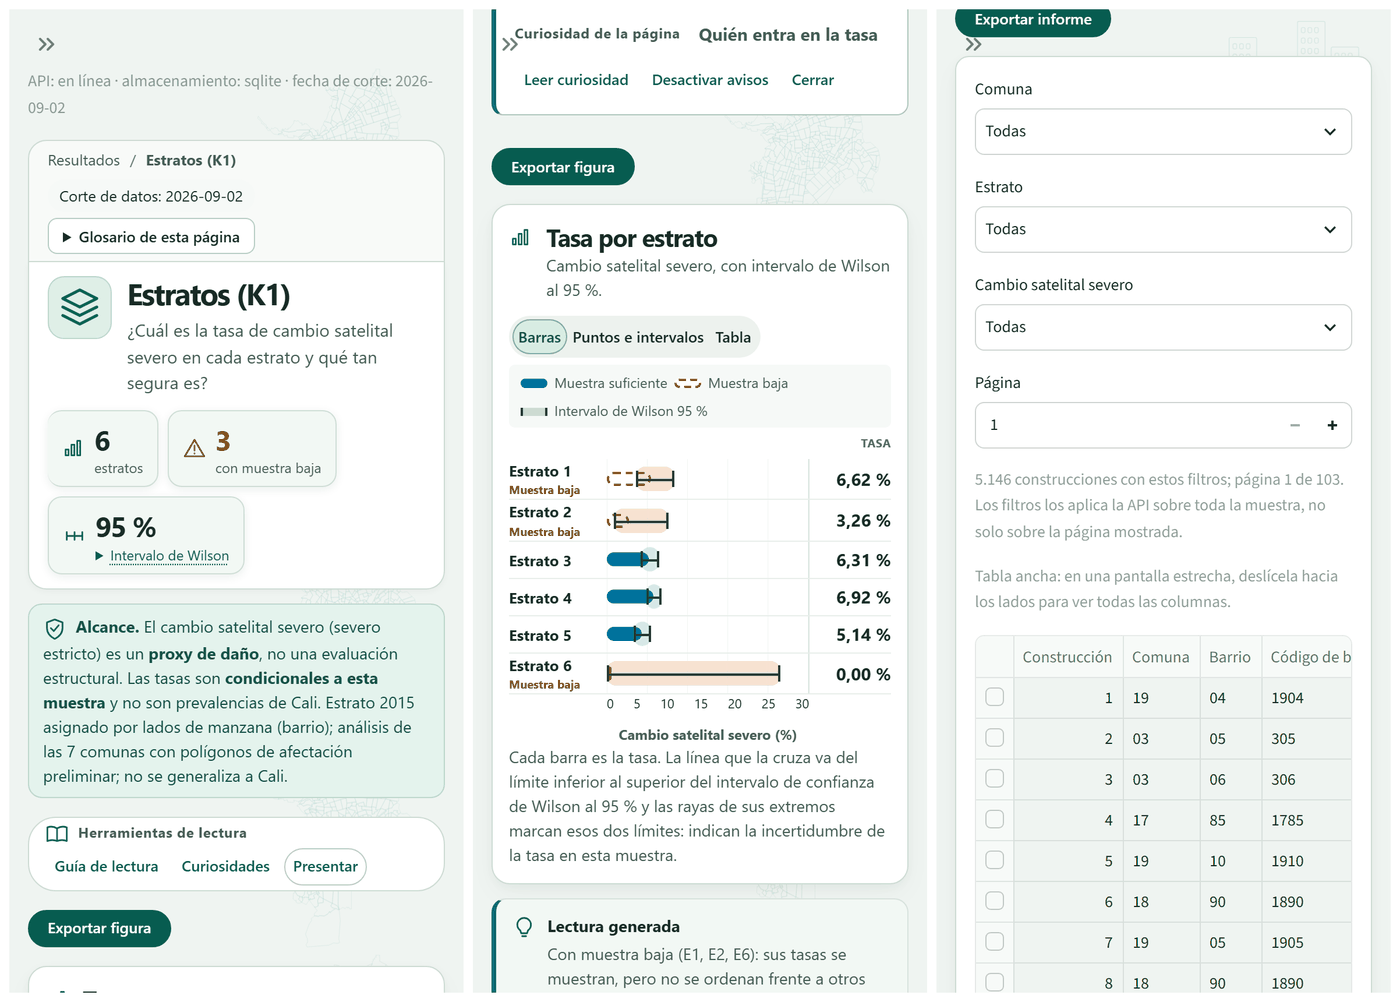 API: en línea · almacenamiento: sqlite · fecha de corte: 2026-
09-02
Resultados / Estratos (K1)
Corte de datos: 2026-09-02
Glosario de esta página
Estratos (K1)
¿Cuál es la tasa de cambio satelital
severo en cada estrato y qué tan
segura es?
6
estratos
3
con muestra baja
95 %
Intervalo de Wilson
Alcance. El cambio satelital severo (severo
estricto) es un proxy de daño, no una evaluación
estructural. Las tasas son condicionales a esta
muestra y no son prevalencias de Cali. Estrato 2015
asignado por lados de manzana (barrio); análisis de
las 7 comunas con polígonos de afectación
preliminar; no se generaliza a Cali.
Herramientas de lectura
Guía de lectura Curiosidades Presentar
Exportar figura
Curiosidad de la página Quién entra en la tasa
Leer curiosidad Desactivar avisos Cerrar
Exportar figura
Tasa por estrato
Cambio satelital severo, con intervalo de Wilson
al 95 %.
Barras Puntos e intervalos Tabla
Muestra suficiente Muestra baja
Intervalo de Wilson 95 %
TASA
Estrato 1
Muestra baja
6,62 %
Estrato 2
Muestra baja
3,26 %
Estrato 3 6,31 %
Estrato 4 6,92 %
Estrato 5 5,14 %
Estrato 6
Muestra baja
0,00 %
0 5 10 15 20 25 30
Cambio satelital severo (%)
Cada barra es la tasa. La línea que la cruza va del
límite inferior al superior del intervalo de confianza
de Wilson al 95 % y las rayas de sus extremos
marcan esos dos límites: indican la incertidumbre de
la tasa en esta muestra.
Lectura generada
Con muestra baja (E1, E2, E6): sus tasas se
muestran, pero no se ordenan frente a otros
Exportar informe
Comuna
Todas
Estrato
Todas
Cambio satelital severo
Todas
Página
1
5.146 construcciones con estos filtros; página 1 de 103.
Los filtros los aplica la API sobre toda la muestra, no
solo sobre la página mostrada.
Tabla ancha: en una pantalla estrecha, deslícela hacia
los lados para ver todas las columnas.
Construcción Comuna Barrio Código de b
1 19 04 1904
2 03 05 305
3 03 06 306
4 17 85 1785
5 19 10 1910
6 18 90 1890
7 19 05 1905
8 18 90 1890